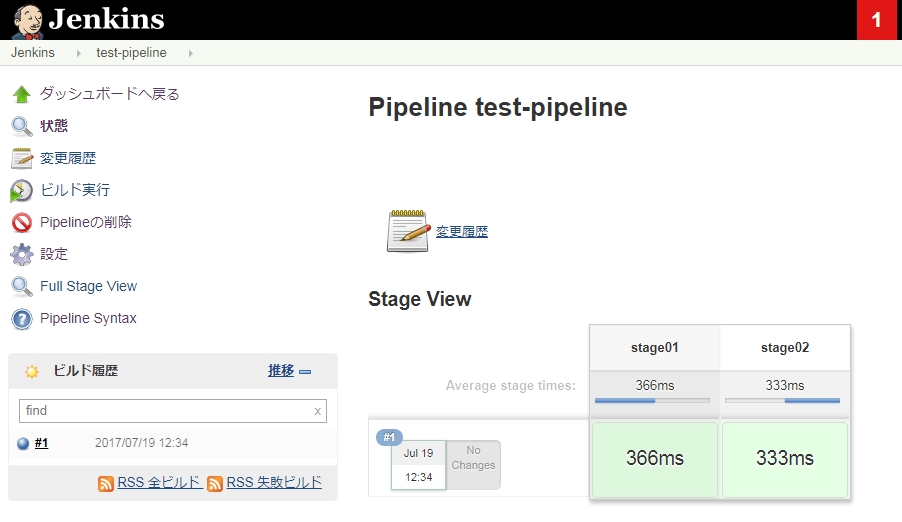 Jenkins
1
Jenkins test-pipeline
ダッシュボードへ戻る
状態
変更履歴
ビルド実行
Pipelineの削除
設定
Full Stage View
Pipeline Syntax
ビルド履歴 推移
find x
#1 2017/07/19 12:34
RSS 全ビルド RSS 失敗ビルド
Pipeline test-pipeline
変更履歴
Stage View
stage01 stage02
Average stage times: 366ms 333ms
#1
Jul 19
12:34
No
Changes
366ms 333ms